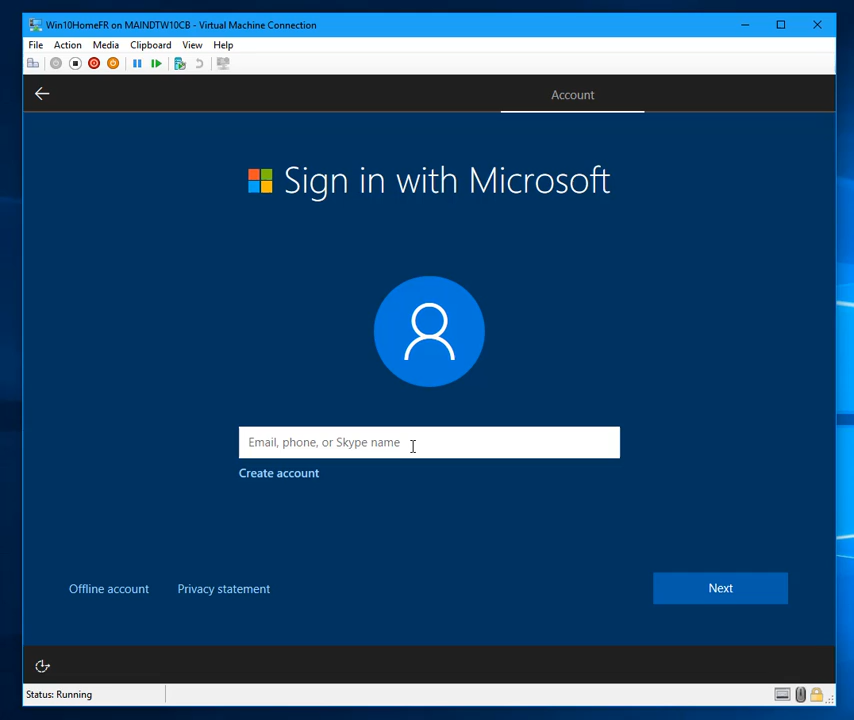 Win10HomeFR on MAINDTW10CB - Virtual Machine Connection
File Action Media Clipboard View Help
Account
Sign in with Microsoft
Email, phone, or Skype name
Create account
Offline account Privacy statement Next
Status: Running